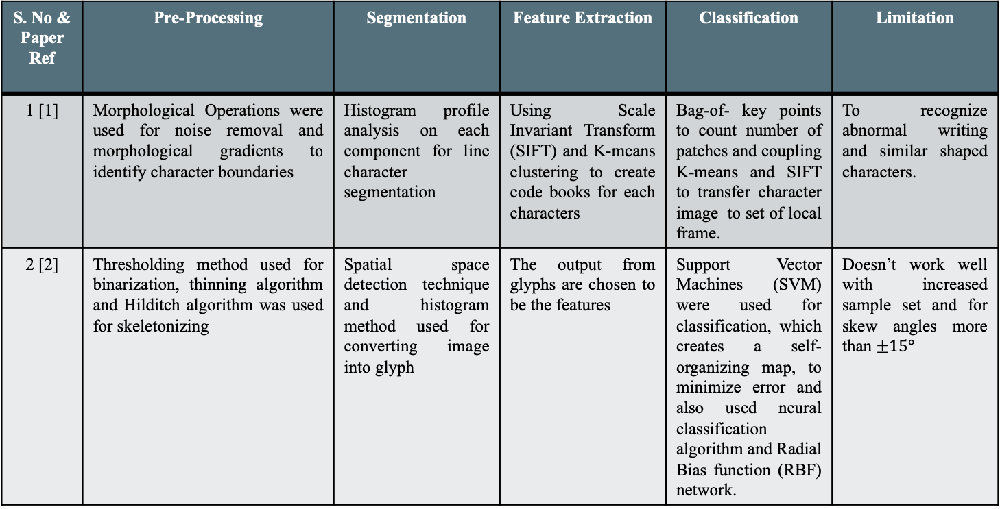 S. No &
Paper
Ref
Pre-Processing
Segmentation
Feature Extraction
Classification
Limitation
1 [1]
Morphological Operations were
used for noise removal and
morphological gradients to
identify character boundaries
Histogram profile
analysis on each
component for line
character
segmentation
Using Scale
Invariant Transform
(SIFT) and K-means
clustering to create
code books for each
characters
Bag-of- key points
to count number of
patches and coupling
K-means and SIFT
to transfer character
image to set of local
frame.
To recognize
abnormal writing
and similar shaped
characters.
2 [2]
Thresholding method used for
binarization, thinning algorithm
and Hilditch algorithm was used
for skeletonizing
Spatial space
detection technique
and histogram
method used for
converting image
into glyph
The output from
glyphs are chosen to
be the features
Support Vector
Machines (SVM)
were used for
classification, which
creates a self-
organizing map, to
minimize error and
also used neural
classification
algorithm and Radial
Bias function (RBF)
network.
Doesn’t work well
with increased
sample set and for
skew angles more
than ±15°